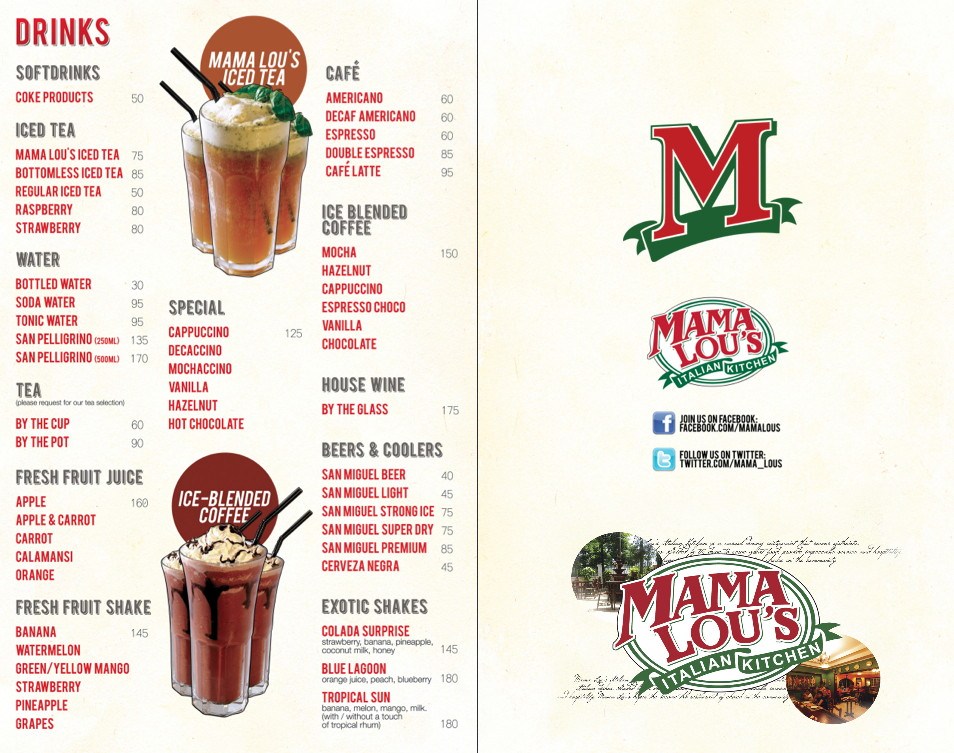 DRINKS
SOFTDRINKS
COKE PRODUCTS 50
ICED TEA
MAMA LOU'S ICED TEA 75
BOTTOMLESS ICED TEA 85
REGULAR ICED TEA 50
RASPBERRY 80
STRAWBERRY 80
WATER
BOTTLED WATER 30
SODA WATER 95
TONIC WATER 95
SAN PELLIGRINO (250ML) 135
SAN PELLIGRINO (500ML) 170
TEA
(please request for our tea selection)
BY THE CUP 60
BY THE POT 90
FRESH FRUIT JUICE
APPLE 160
APPLE & CARROT
CARROT
CALAMANSI
ORANGE
FRESH FRUIT SHAKE
BANANA 145
WATERMELON
GREEN/YELLOW MANGO
STRAWBERRY
PINEAPPLE
GRAPES
MAMA LOU'S
ICED TEA
SPECIAL
CAPPUCCINO 125
DECACCINO
MOCHACCINO
VANILLA
HAZELNUT
HOT CHOCOLATE
ICE-BLENDED
COFFEE
CAFÉ
AMERICANO 60
DECAF AMERICANO 60
ESPRESSO 60
DOUBLE ESPRESSO 85
CAFÉ LATTE 95
ICE BLENDED
COFFEE
MOCHA 150
HAZELNUT
CAPPUCCINO
ESPRESSO CHOCO
VANILLA
CHOCOLATE
HOUSE WINE
BY THE GLASS 175
BEERS & COOLERS
SAN MIGUEL BEER 40
SAN MIGUEL LIGHT 45
SAN MIGUEL STRONG ICE 75
SAN MIGUEL SUPER DRY 75
SAN MIGUEL PREMIUM 85
CERVEZA NEGRA 45
EXOTIC SHAKES
COLADA SURPRISE
strawberry, banana, pineapple,
coconut milk, honey 145
BLUE LAGOON
orange juice, peach, blueberry 180
TROPICAL SUN
banana, melon, mango, milk.
(with / without a touch
of tropical rhum) 180
M
MAMA
LOU'S
ITALIAN KITCHEN
JOIN US ON FACEBOOK:
FACEBOOK.COM/MAMALOUS
FOLLOW US ON TWITTER:
TWITTER.COM/MAMA_LOUS
MAMA
LOU'S
ITALIAN KITCHEN